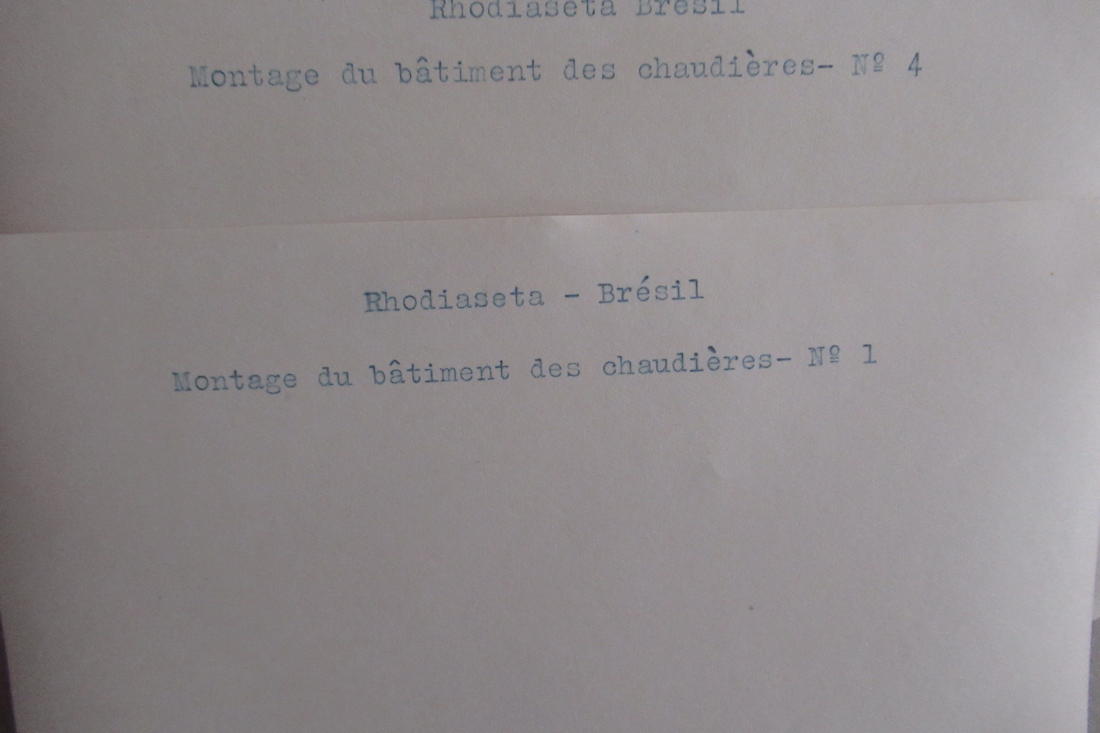 Rhodiaseta Brésil
Montage du bâtiment des chaudières- Nº 4
Rhodiaseta - Brésil
Montage du bâtiment des chaudières- Nº 1